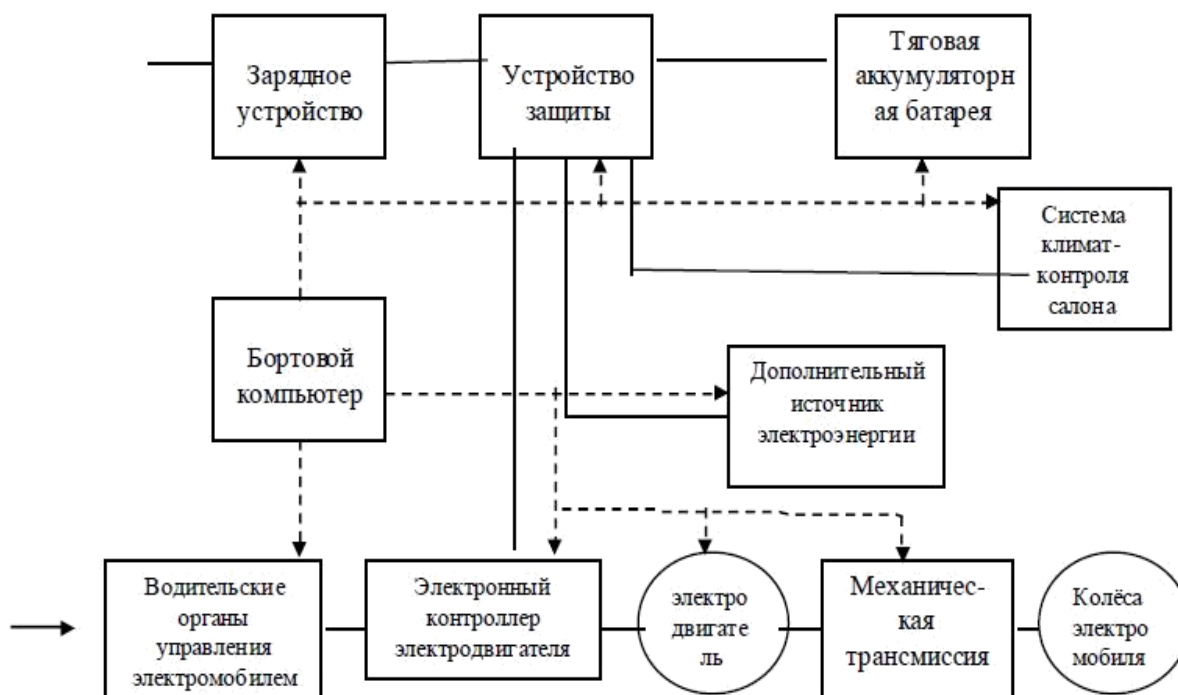 Зарядное
устройство
Устройство
защиты
Тяговая
аккумуляторн
ая батарея
Система
климат-
контроля
салона
Бортовой
компьютер
Дополнительный
источник
электроэнергии
Водительские
органы
управления
электромобилем
Электронный
контроллер
электродвигателя
электро
двигате
ль
Механичес-
кая
трансмиссия
Колёса
электро
мобиля